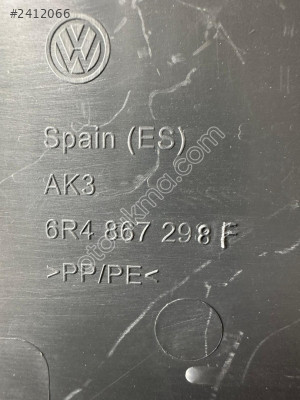 #2412066
Spain (ES)
AK3
6R4 867 298 F
>PP/PE<